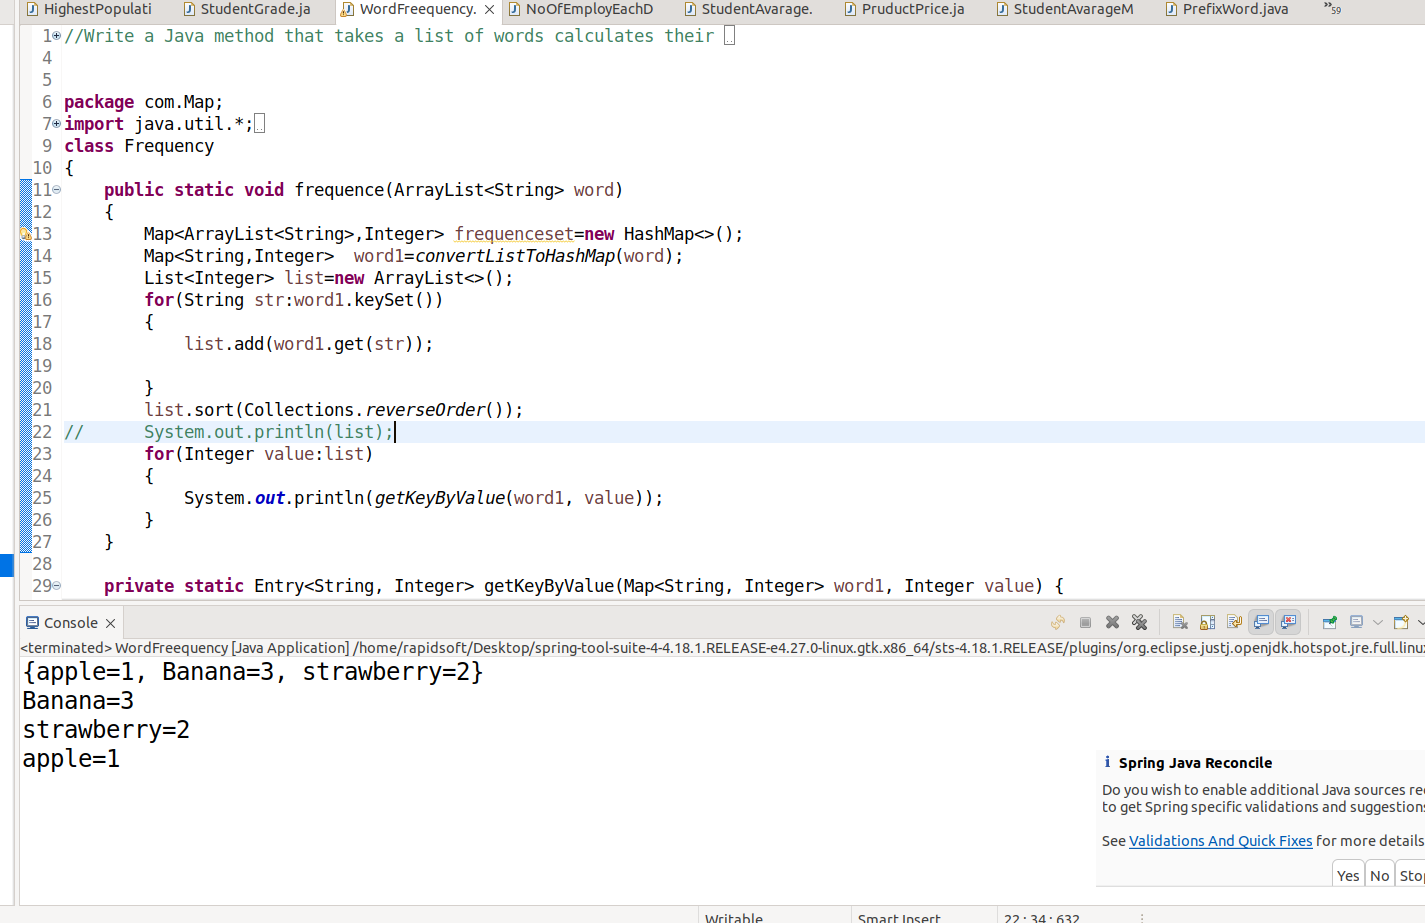 HighestPopulati StudentGrade.ja WordFreequency. NoOfEmployEachD StudentAvarage. PruductPrice.ja StudentAvarageM PrefixWord.java »59
1 //Write a Java method that takes a list of words calculates their
4
5
6 package com.Map;
7 import java.util.*;
9 class Frequency
10 {
11 public static void frequence(ArrayList<String> word)
12 {
13 Map<ArrayList<String>,Integer> frequenceset=new HashMap<>();
14 Map<String,Integer>  word1=convertListToHashMap(word);
15 List<Integer> list=new ArrayList<>();
16 for(String str:word1.keySet())
17 {
18 list.add(word1.get(str));
19
20 }
21 list.sort(Collections.reverseOrder());
22 // System.out.println(list);
23 for(Integer value:list)
24 {
25 System.out.println(getKeyByValue(word1, value));
26 }
27 }
28
29 private static Entry<String, Integer> getKeyByValue(Map<String, Integer> word1, Integer value) {
Console
<terminated> WordFreequency [Java Application] /home/rapidsoft/Desktop/spring-tool-suite-4-4.18.1.RELEASE-e4.27.0-linux.gtk.x86_64/sts-4.18.1.RELEASE/plugins/org.eclipse.justj.openjdk.hotspot.jre.full.linux
{apple=1, Banana=3, strawberry=2}
Banana=3
strawberry=2
apple=1
Spring Java Reconcile
Do you wish to enable additional Java sources rec
to get Spring specific validations and suggestions
See Validations And Quick Fixes for more details
Yes No Stop
Writable Smart Insert 22 : 34 : 632